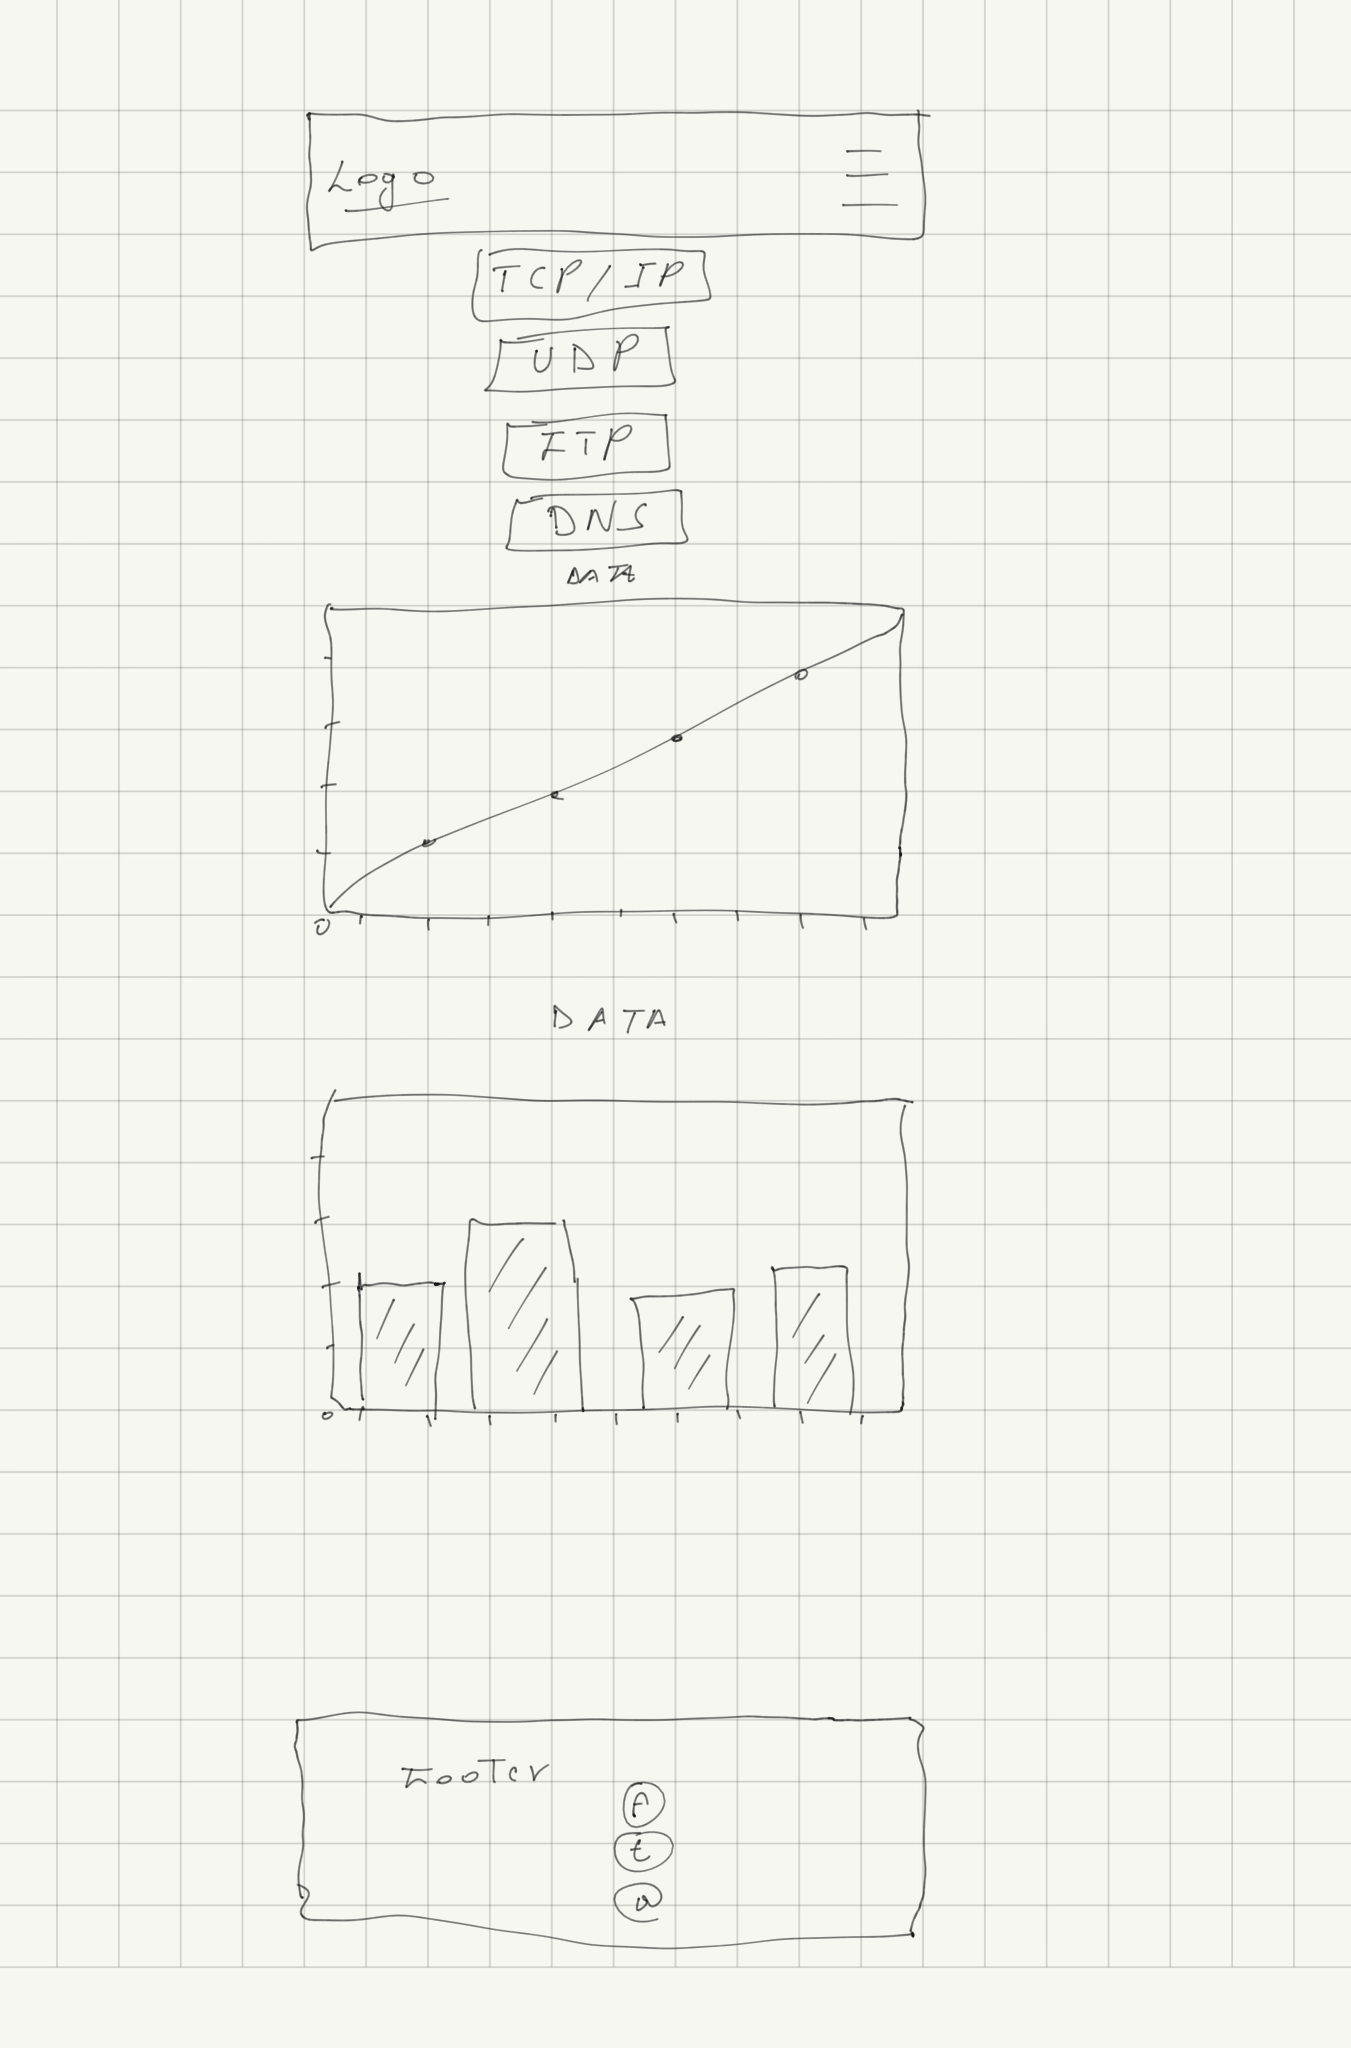 Logo
TCP/IP
UDP
FTP
DNS
DATA
0
DATA
0
Footer
f
t
@